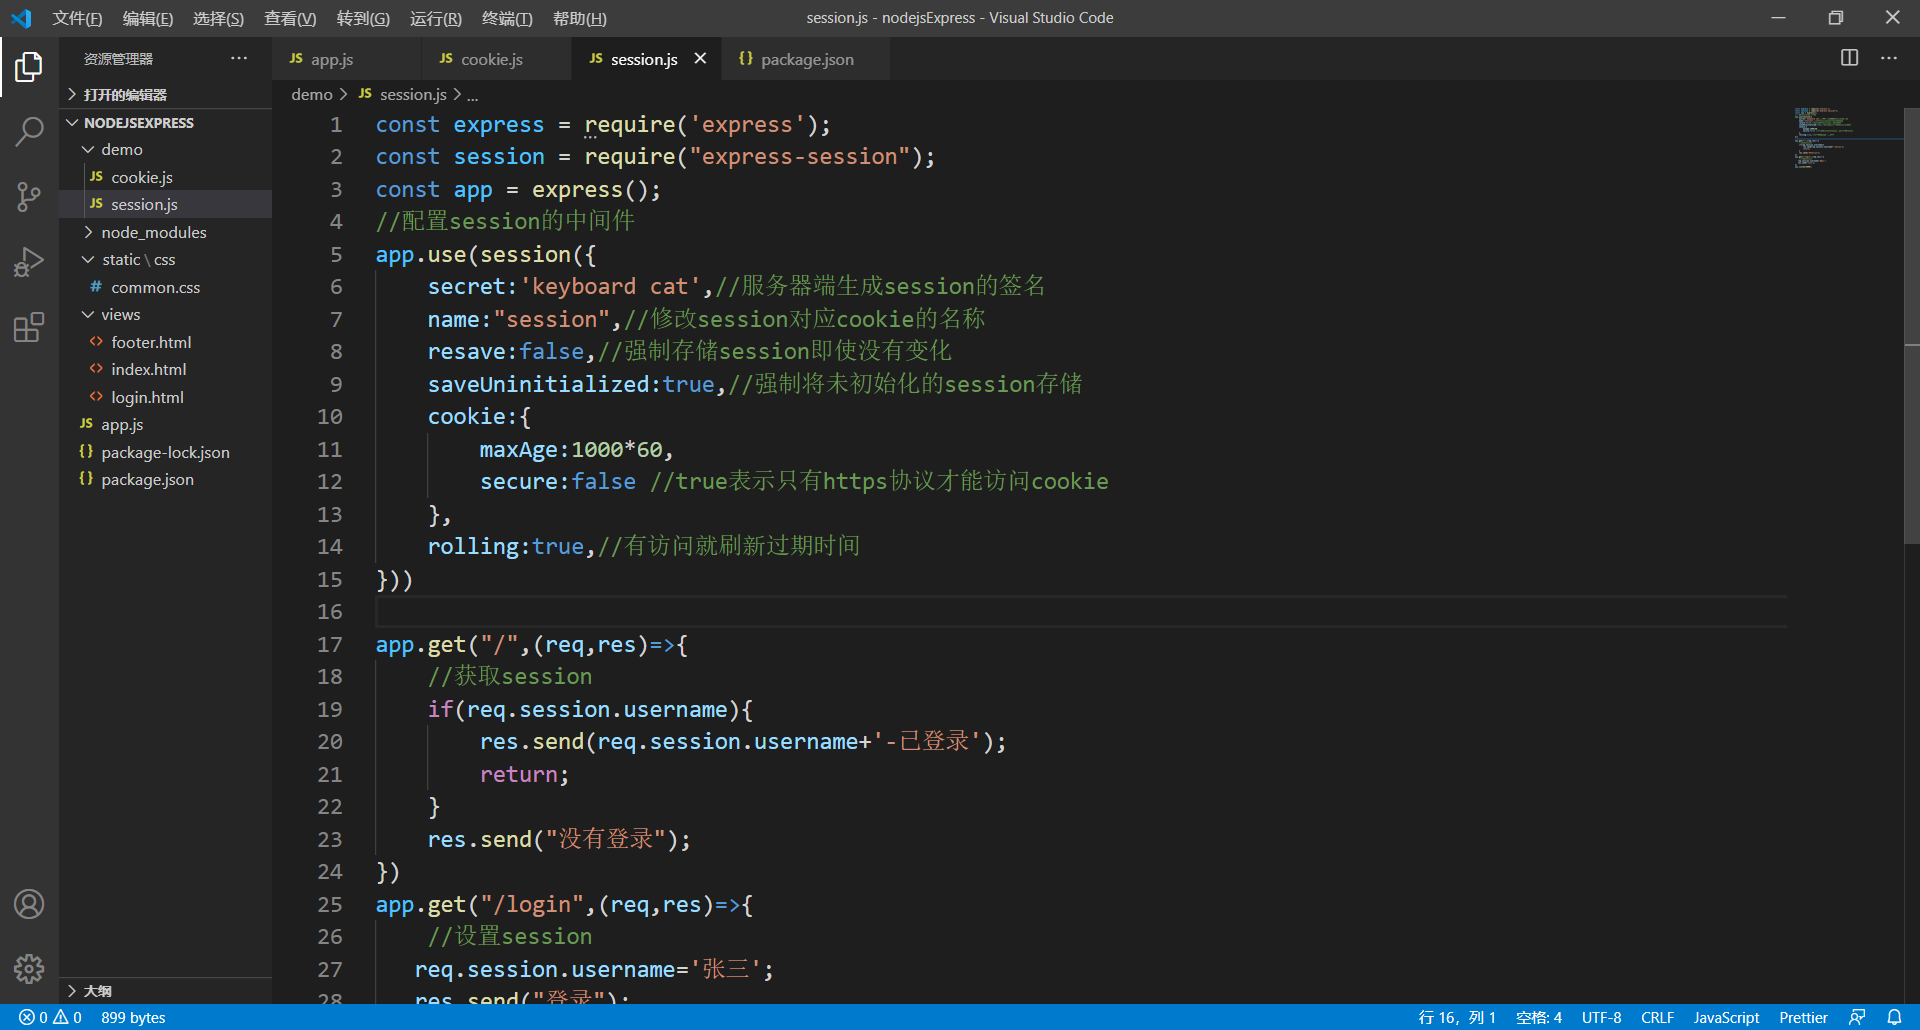 文件(F) 编辑(E) 选择(S) 查看(V) 转到(G) 运行(R) 终端(T) 帮助(H) session.js - nodejsExpress - Visual Studio Code
资源管理器
打开的编辑器
NODEJSEXPRESS
demo
JS cookie.js
JS session.js
node_modules
static \ css
# common.css
views
<> footer.html
<> index.html
<> login.html
JS app.js
{} package-lock.json
{} package.json
大纲
JS app.js JS cookie.js JS session.js {} package.json
demo > JS session.js > ...
1 const express = require('express');
2 const session = require("express-session");
3 const app = express();
4 //配置session的中间件
5 app.use(session({
6 secret:'keyboard cat',//服务器端生成session的签名
7 name:"session",//修改session对应cookie的名称
8 resave:false,//强制存储session即使没有变化
9 saveUninitialized:true,//强制将未初始化的session存储
10 cookie:{
11 maxAge:1000*60,
12 secure:false //true表示只有https协议才能访问cookie
13 },
14 rolling:true,//有访问就刷新过期时间
15 }))
16
17 app.get("/",(req,res)=>{
18 //获取session
19 if(req.session.username){
20 res.send(req.session.username+'-已登录');
21 return;
22 }
23 res.send("没有登录");
24 })
25 app.get("/login",(req,res)=>{
26 //设置session
27 req.session.username='张三';
28 res.send("登录");
0 0 899 bytes 行 16，列 1 空格: 4 UTF-8 CRLF JavaScript Prettier